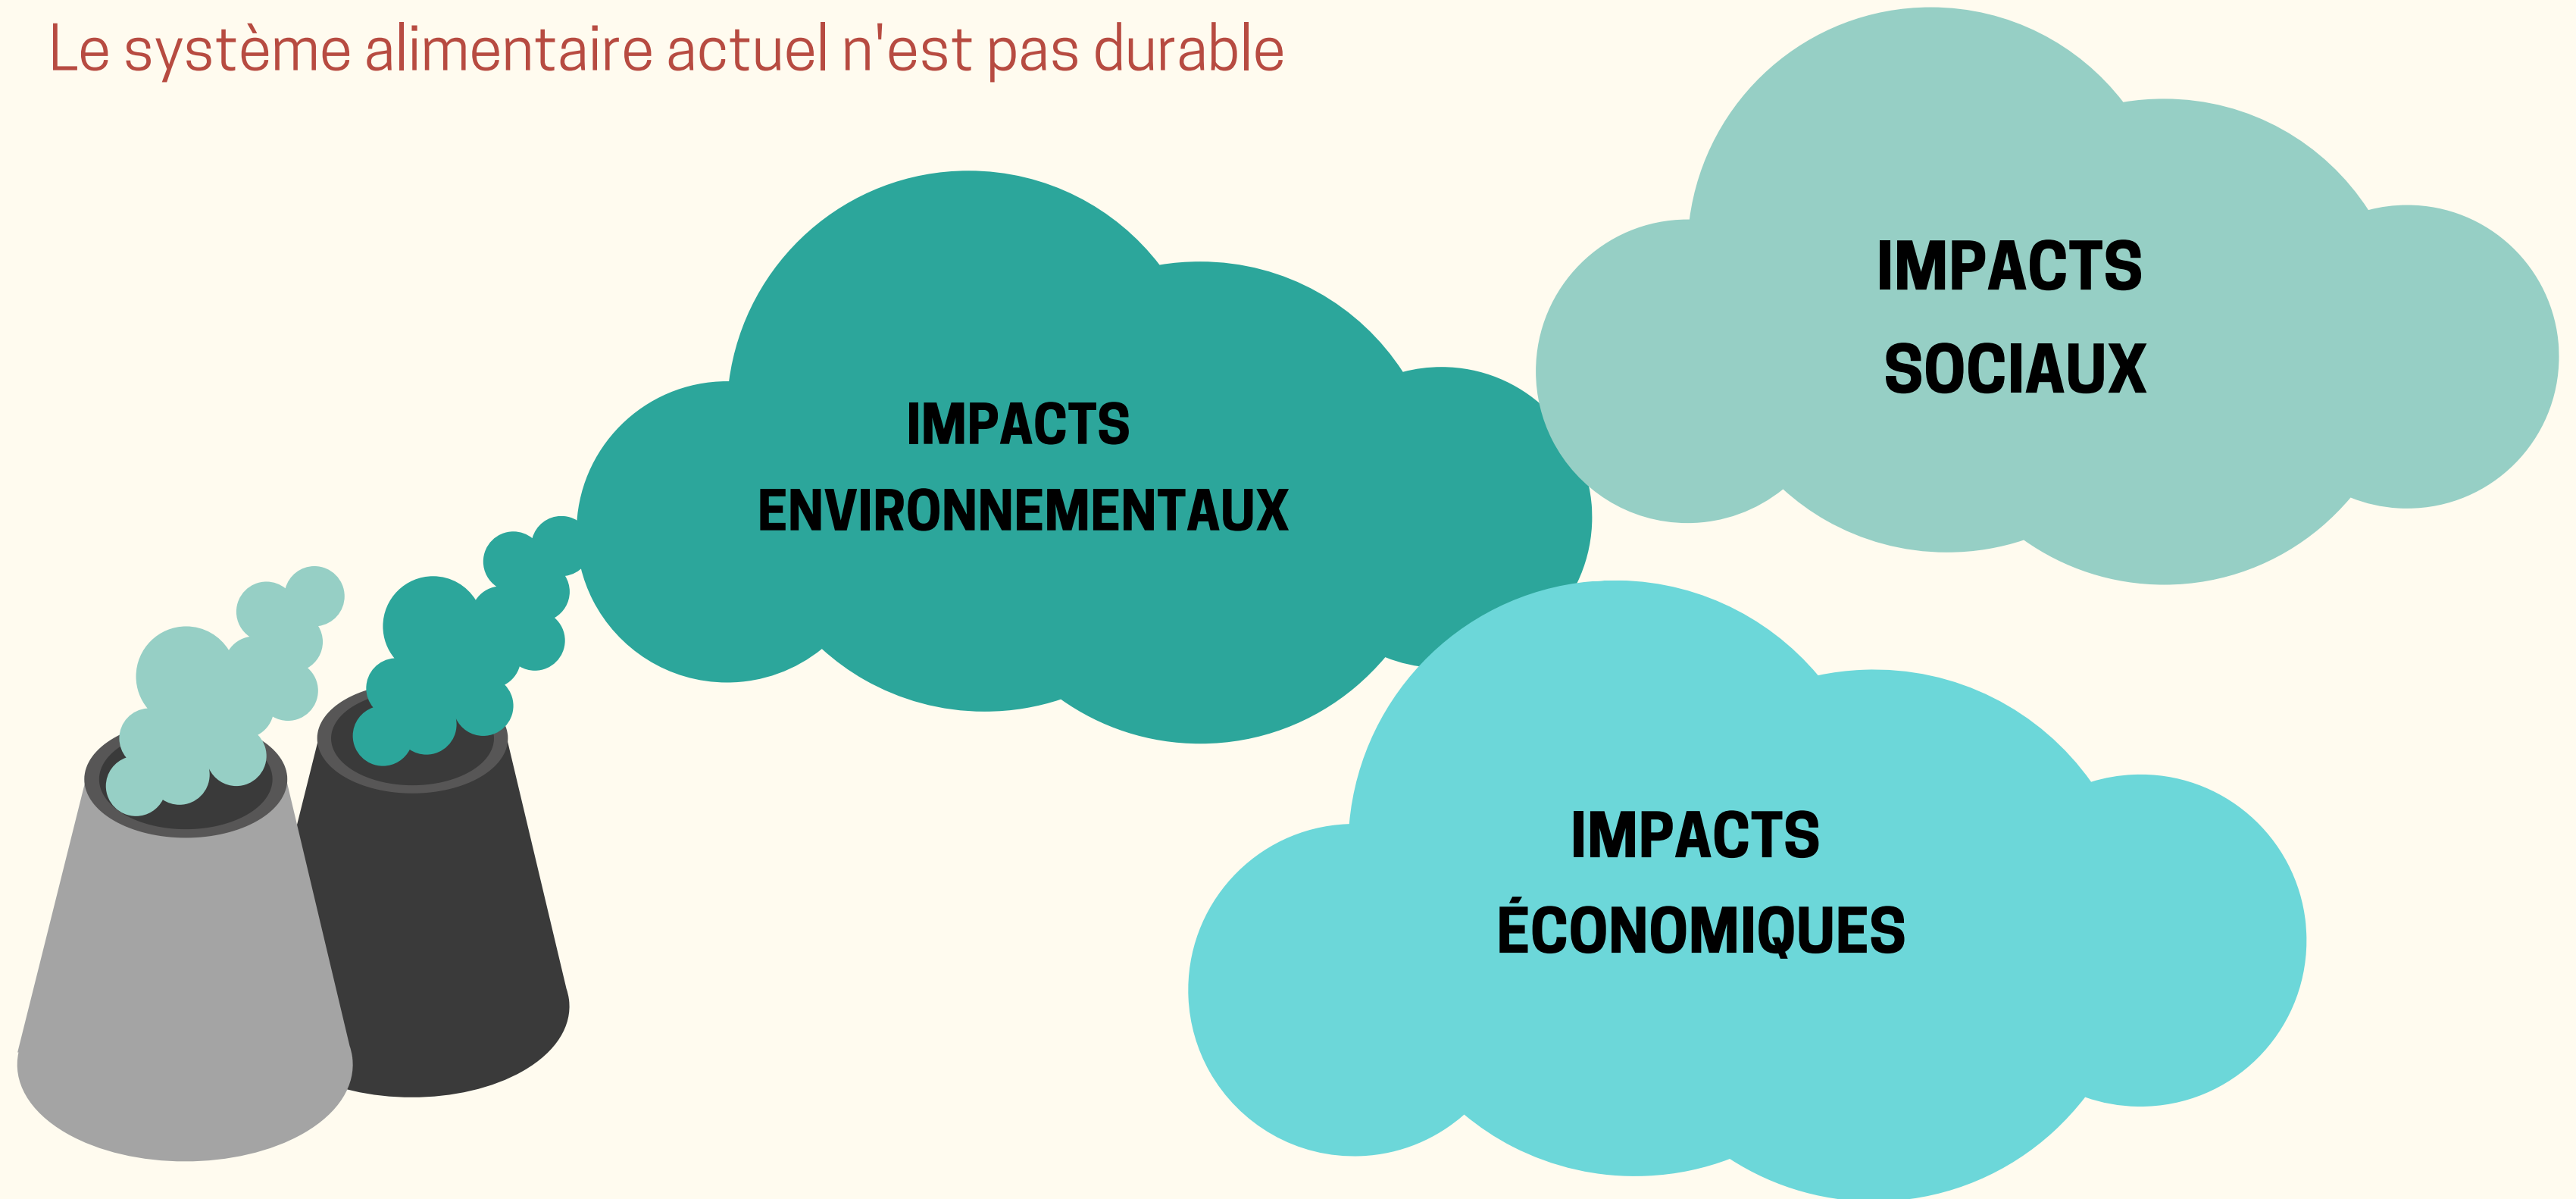 Le système alimentaire actuel n'est pas durable
IMPACTS
ENVIRONNEMENTAUX
IMPACTS
SOCIAUX
IMPACTS
ÉCONOMIQUES